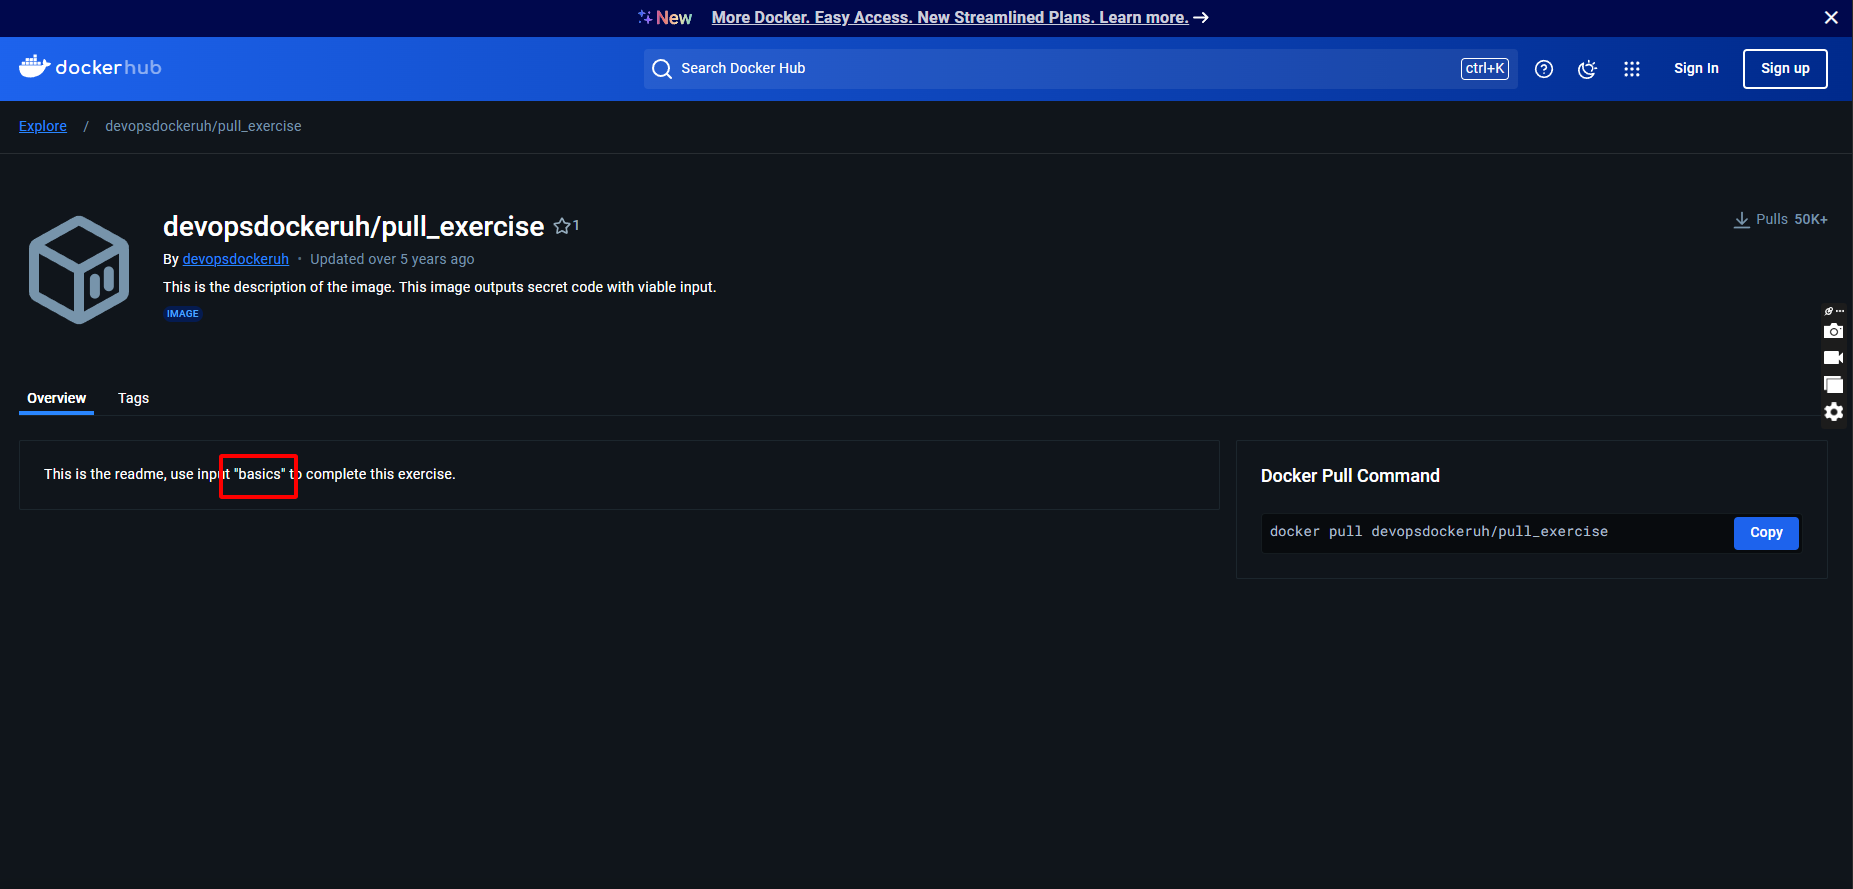 New More Docker. Easy Access. New Streamlined Plans. Learn more.
dockerhub
Search Docker Hub
ctrl+K
Sign In
Sign up
Explore / devopsdockeruh/pull_exercise
devopsdockeruh/pull_exercise 1
Pulls 50K+
By devopsdockeruh • Updated over 5 years ago
This is the description of the image. This image outputs secret code with viable input.
IMAGE
Overview Tags
This is the readme, use input "basics" to complete this exercise.
Docker Pull Command
docker pull devopsdockeruh/pull_exercise
Copy